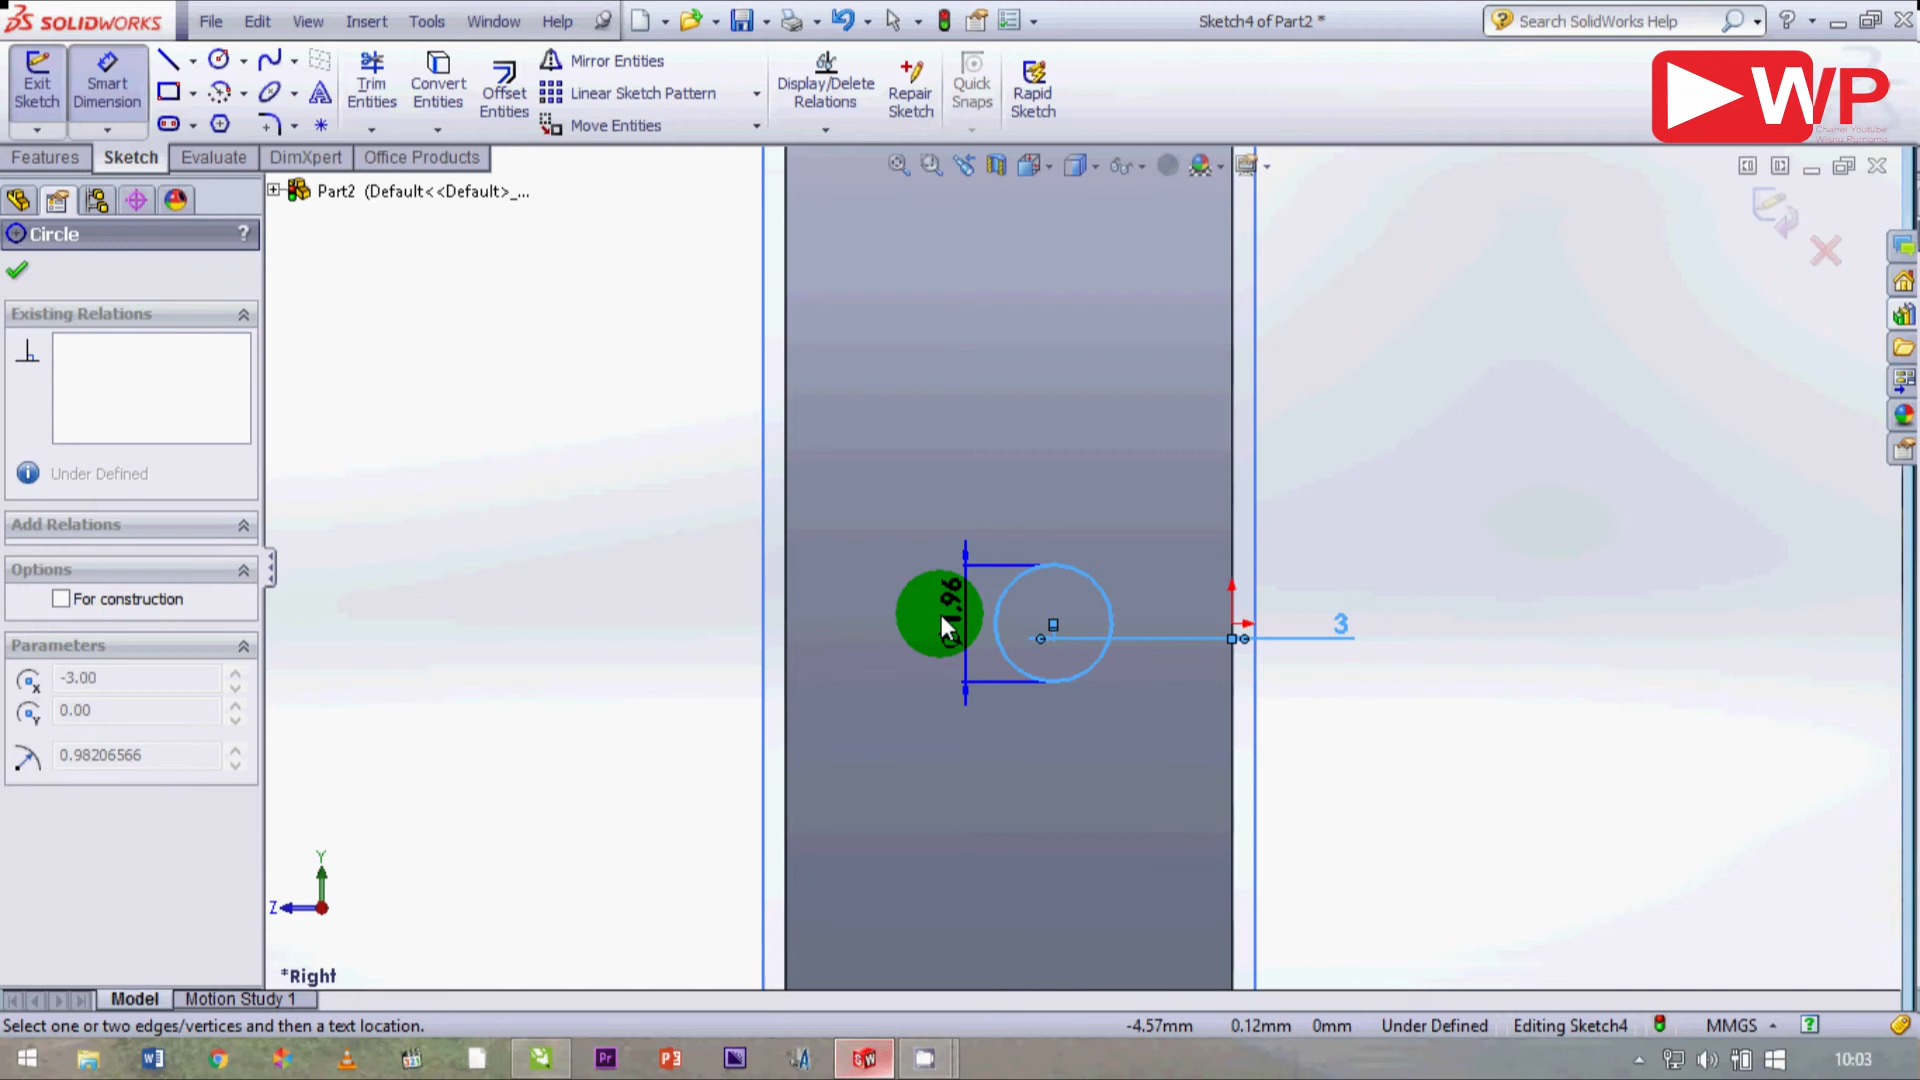 SOLIDWORKS File Edit View Insert Tools Window Help Sketch4 of Part2 * Search SolidWorks Help
Exit Sketch
Smart Dimension
Trim Entities
Convert Entities
Offset Entities
Mirror Entities
Linear Sketch Pattern
Move Entities
Display/Delete Relations
Repair Sketch
Quick Snaps
Rapid Sketch
WP
Chanel Youtube
Wisnu Purnomo
Features Sketch Evaluate DimXpert Office Products
Part2 (Default<<Default>_...
Circle ?
Existing Relations
Under Defined
Add Relations
Options
For construction
Parameters
-3.00
0.00
0.98206566
1.96
3
Y
Z
*Right
Model Motion Study 1
Select one or two edges/vertices and then a text location. -4.57mm 0.12mm 0mm Under Defined Editing Sketch4 MMGS
10:03